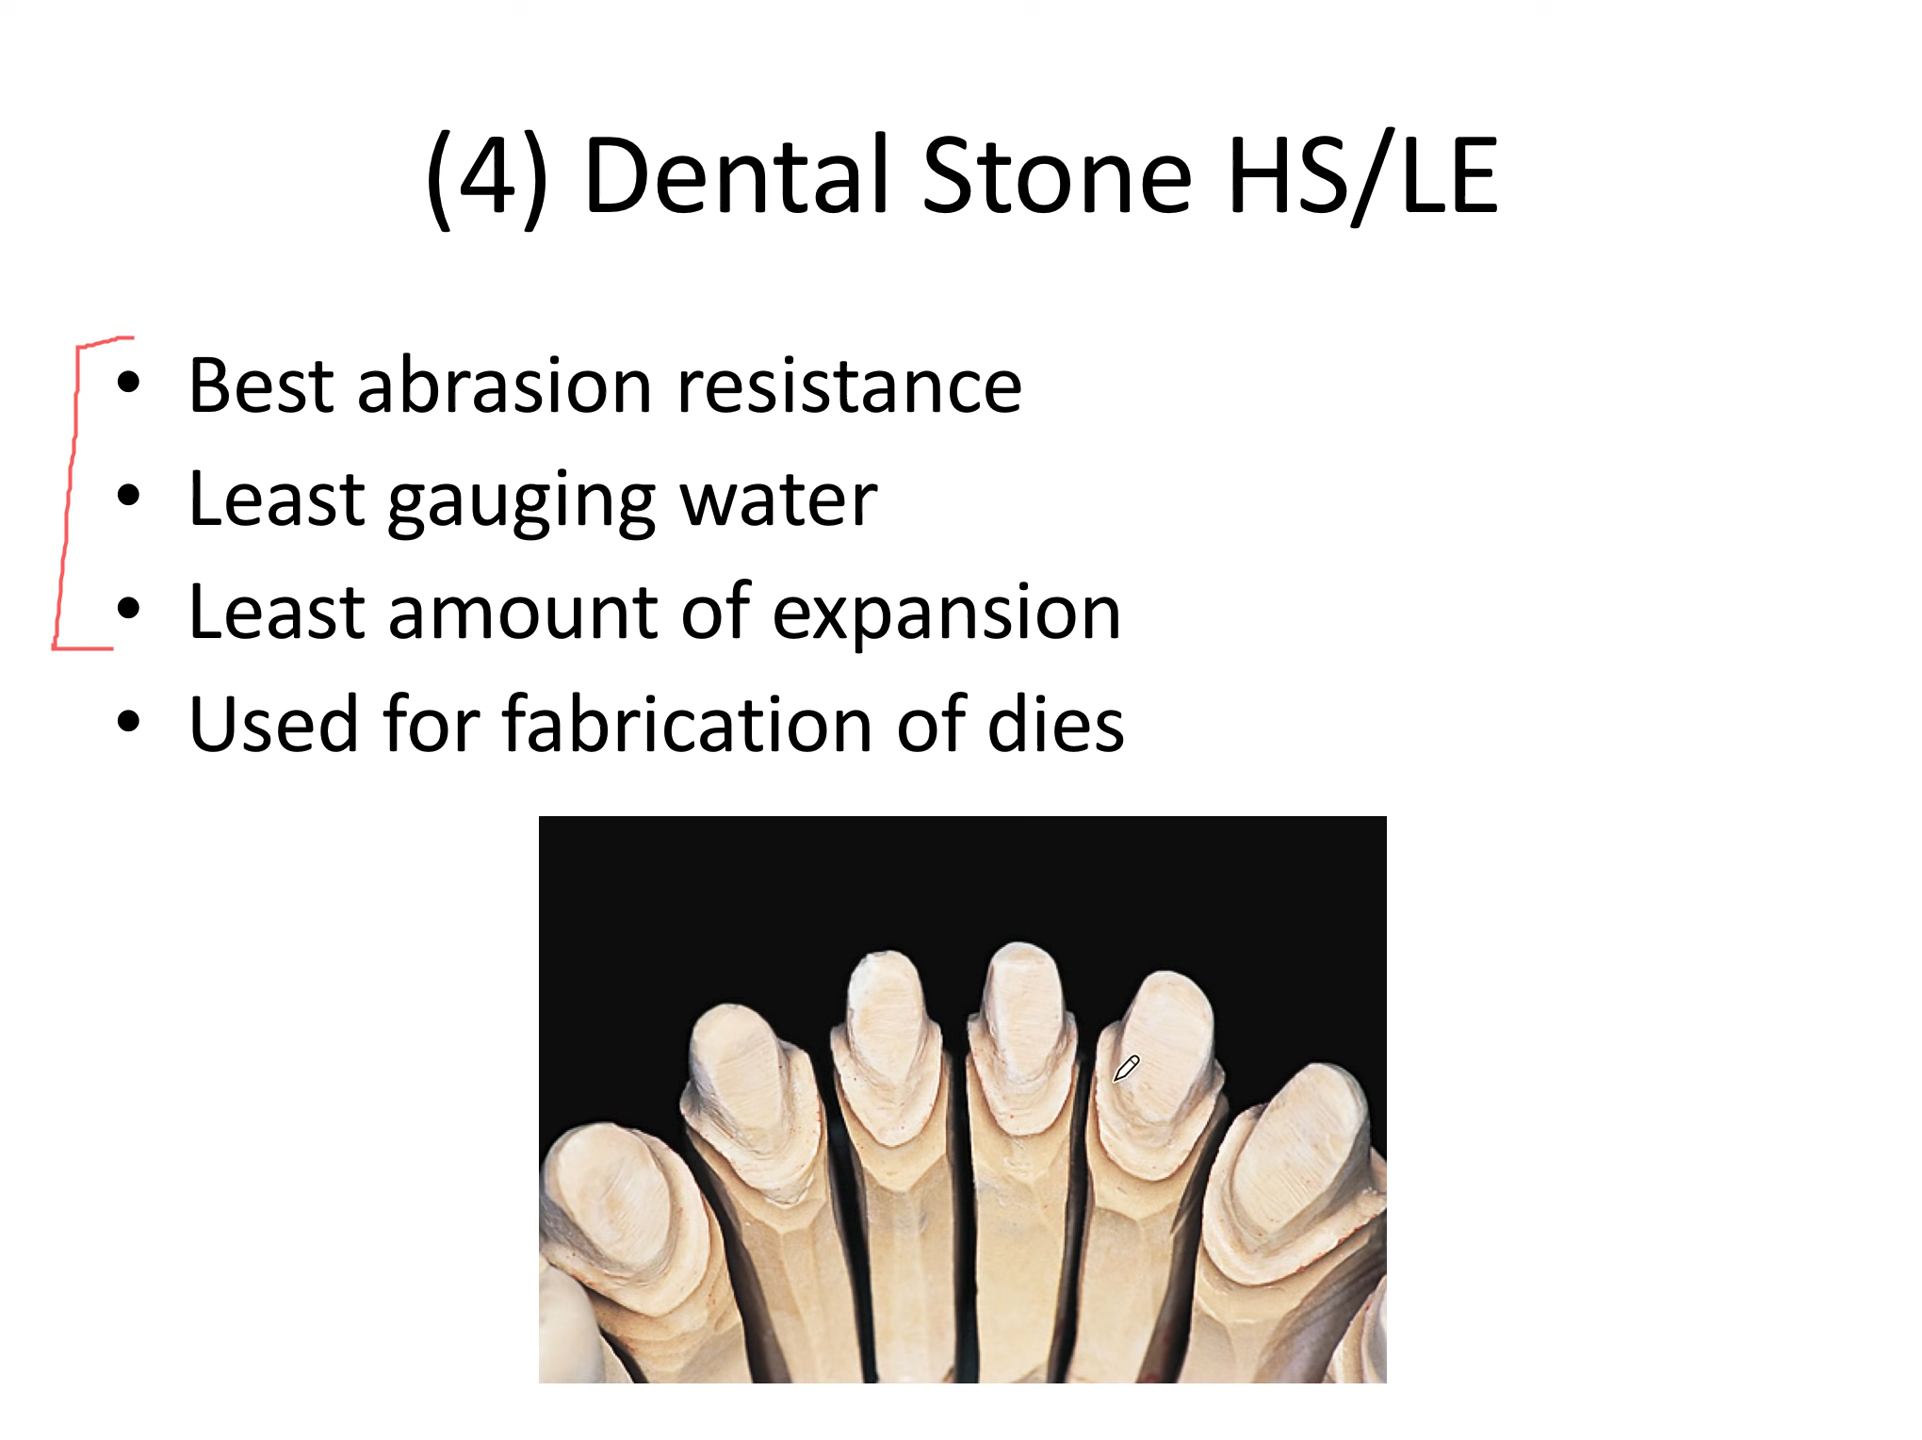 (4) Dental Stone HS/LE
• Best abrasion resistance
• Least gauging water
• Least amount of expansion
• Used for fabrication of dies